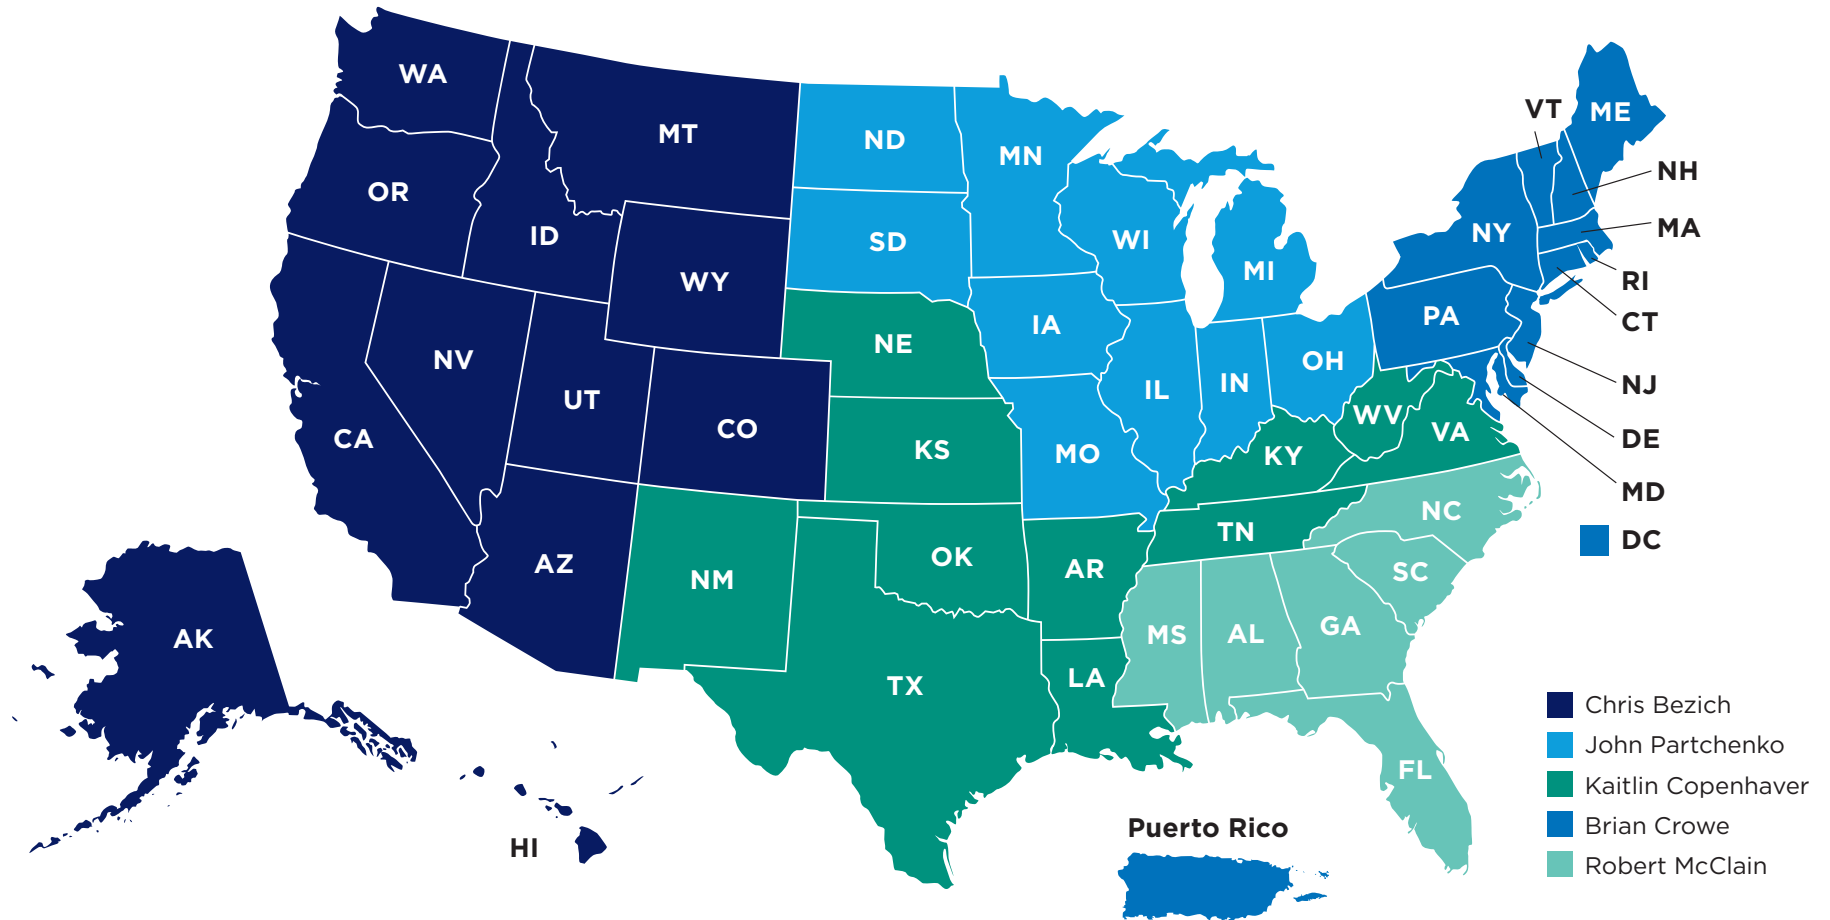 WA
MT
ND
MN
VT
ME
OR
ID
SD
WI
MI
NY
NH
MA
RI
CT
WY
NV
UT
CO
NE
IA
PA
NJ
CA
KS
MO
IL
IN
OH
WV
VA
KY
DE
MD
DC
AK
AZ
NM
OK
AR
TN
NC
SC
TX
LA
MS
AL
GA
FL
HI
Puerto Rico
Chris Bezich
John Partchenko
Kaitlin Copenhaver
Brian Crowe
Robert McClain